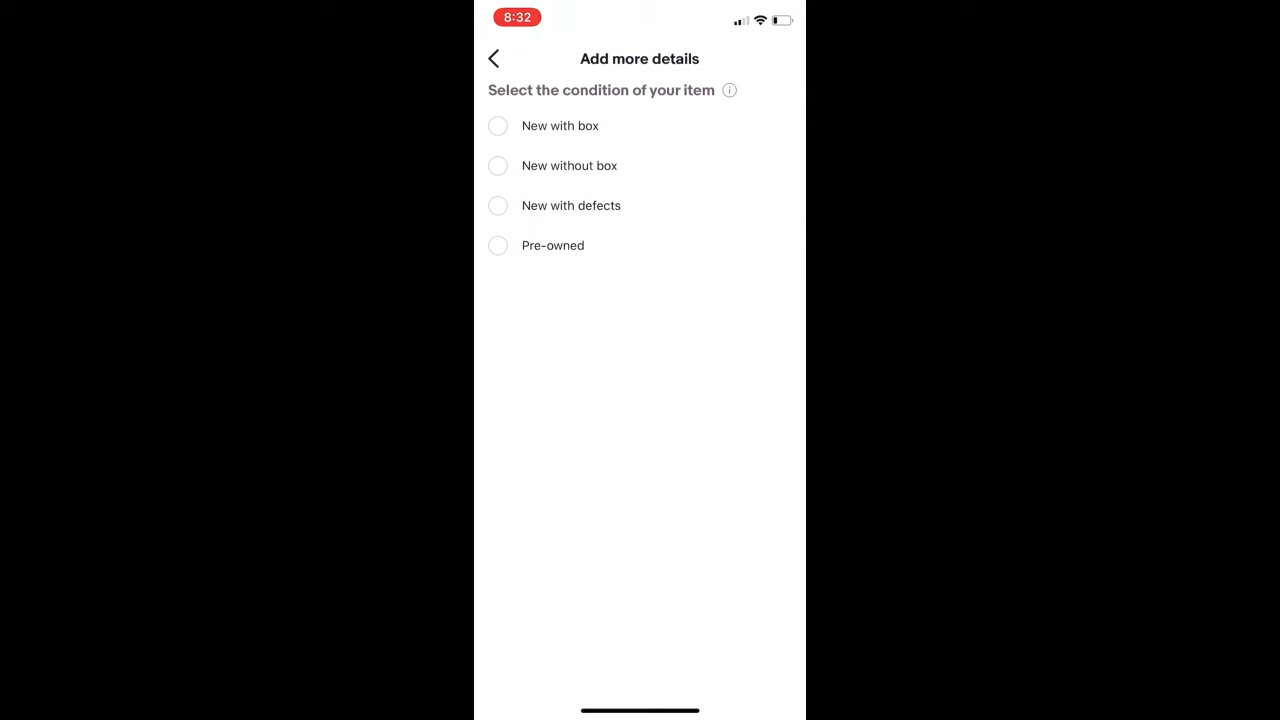 8:32
Add more details
Select the condition of your item
New with box
New without box
New with defects
Pre-owned